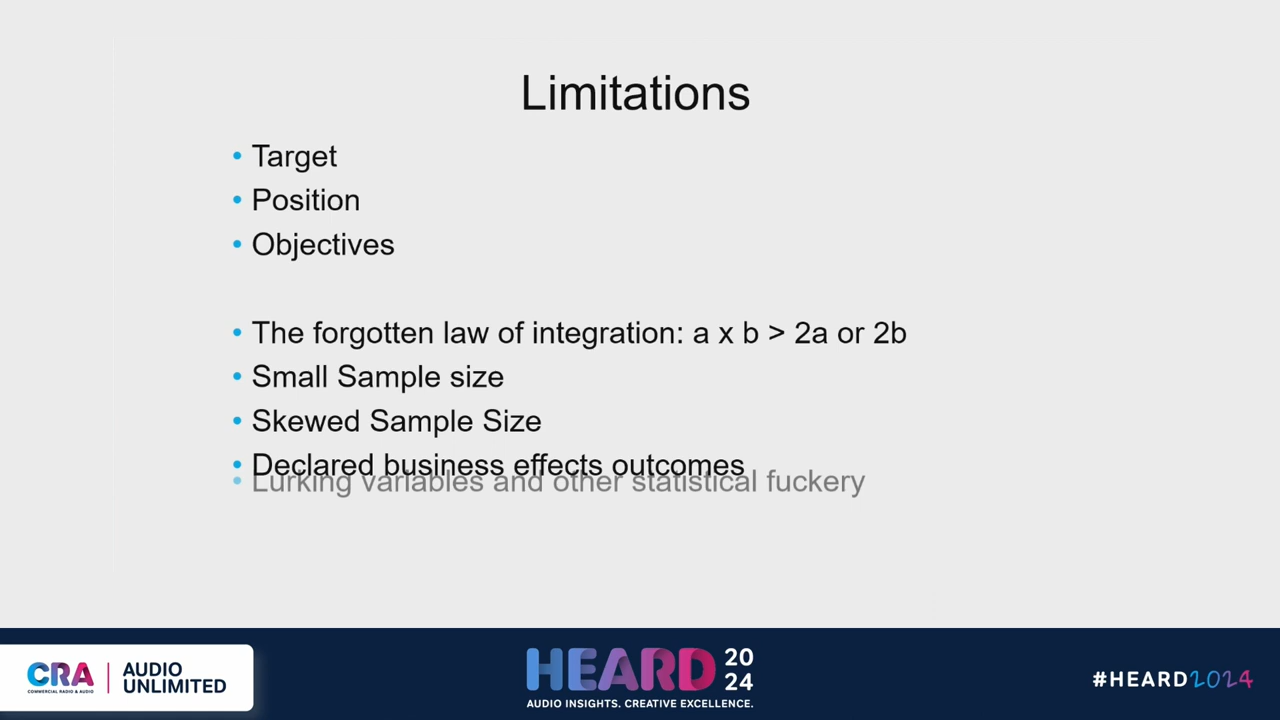 Limitations
• Target
• Position
• Objectives
• The forgotten law of integration: a x b > 2a or 2b
• Small Sample size
• Skewed Sample Size
• Declared business effects outcomes
• Lurking variables and other statistical fuckery
CRA
COMMERCIAL RADIO & AUDIO
AUDIO
UNLIMITED
HEARD
20
24
AUDIO INSIGHTS. CREATIVE EXCELLENCE.
#HEARD2024